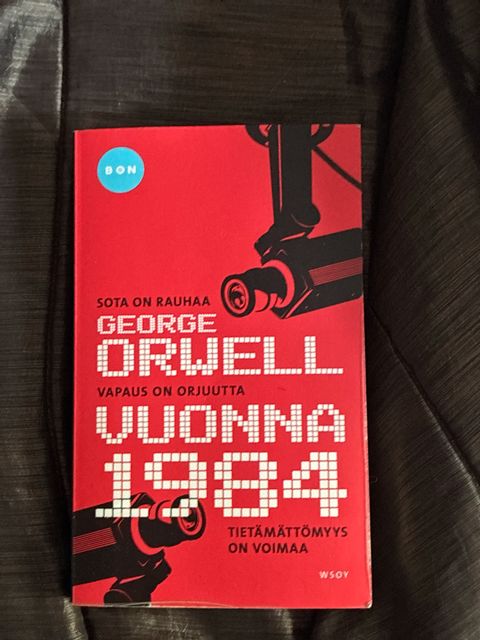 BON
SOTA ON RAUHAA
GEORGE
ORWELL
VAPAUS ON ORJUUTTA
VUONNA
1984
TIETÄMÄTTÖMYYS
ON VOIMAA
WSOY